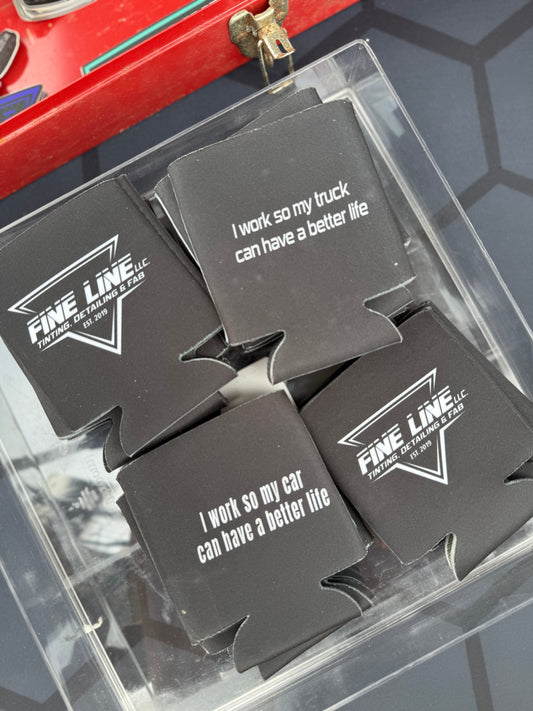 I work so my truck
can have a better life
FINE LINE LLC.
TINTING, DETAILING & FAB
EST. 2019
FINE LINE LLC.
TINTING, DETAILING & FAB
EST. 2019
I work so my car
can have a better life